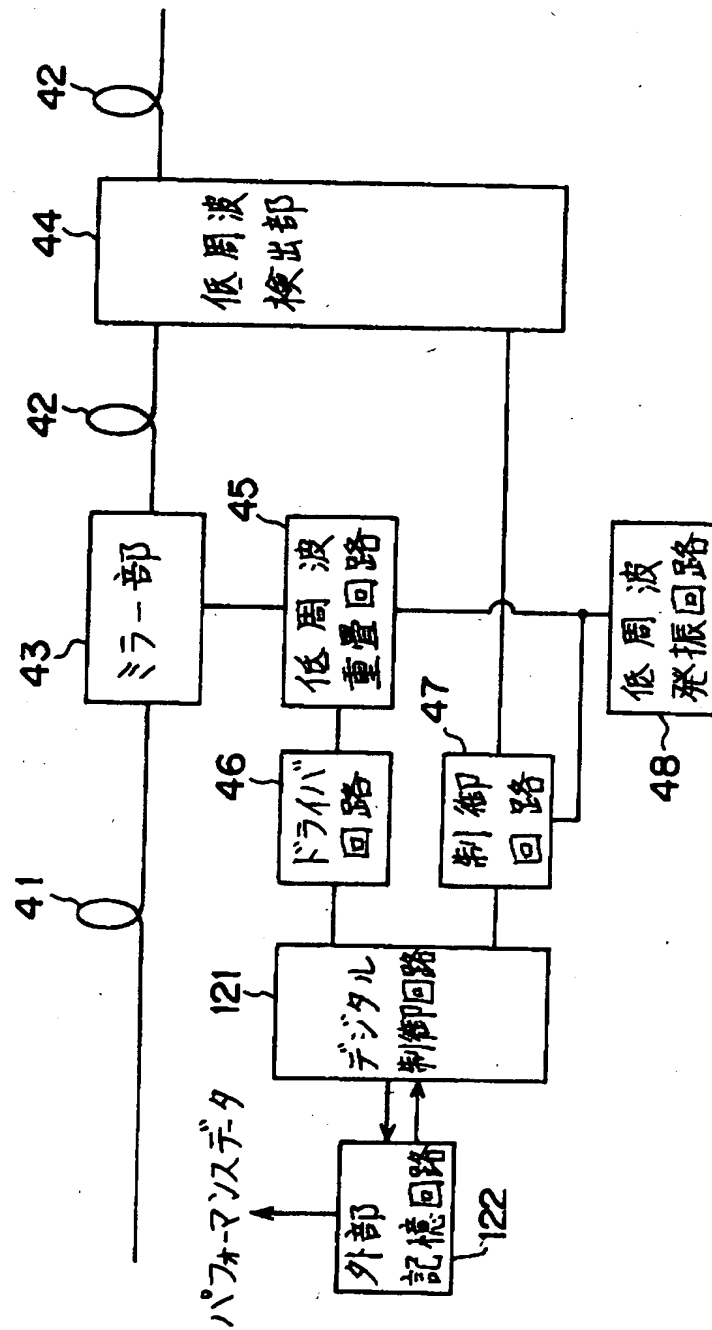 41
43
ミラー部
42
44
低周波
検出部
42
45
低周波
重畳回路
46
ドライバ
回路
47
制御
回路
48
低周波
発振回路
121
デジタル
制御回路
122
外部
記憶回路
パフォーマンスデータ